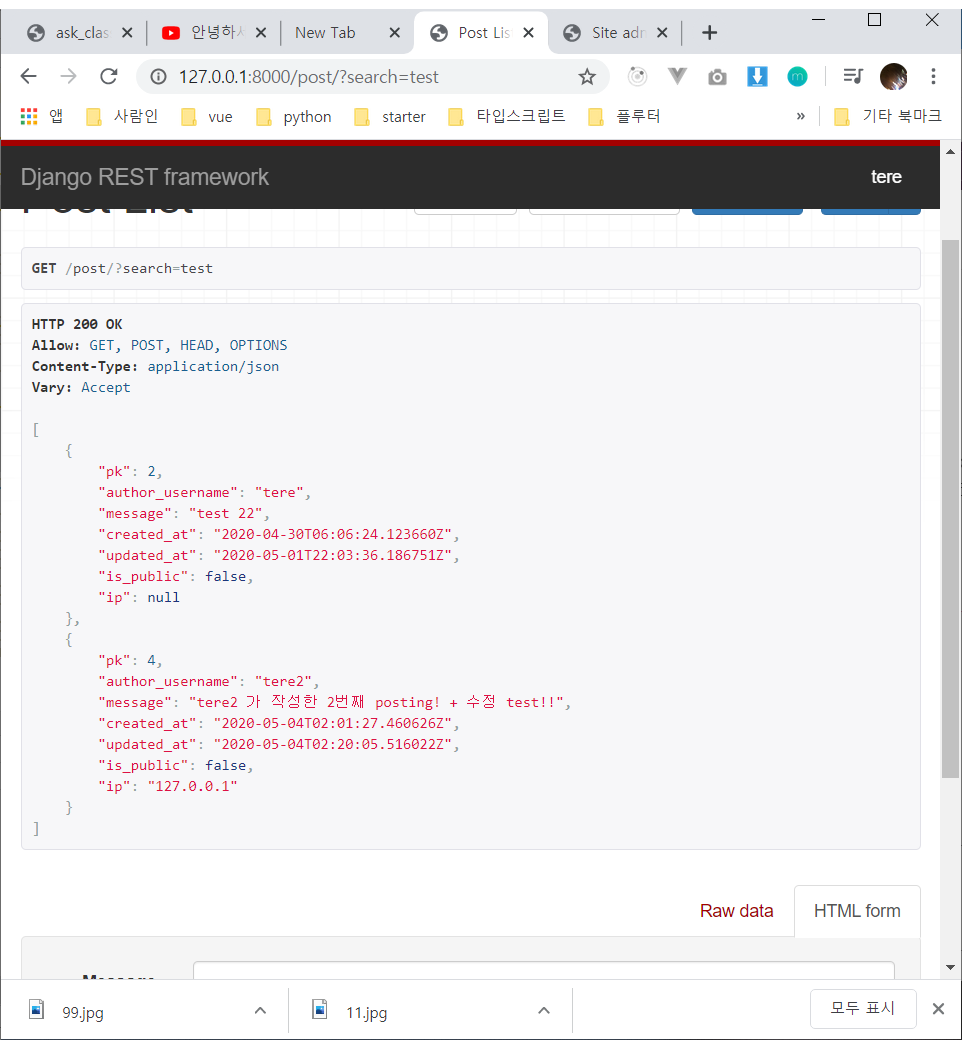 ask_clas
안녕하시
New Tab
Post Lis
Site adm
127.0.0.1:8000/post/?search=test
앱
사람인
vue
python
starter
타입스크립트
플루터
»
기타 북마크
Django REST framework
tere
Post List
GET /post/?search=test
HTTP 200 OK
Allow: GET, POST, HEAD, OPTIONS
Content-Type: application/json
Vary: Accept
[
    {
        "pk": 2,
        "author_username": "tere",
        "message": "test 22",
        "created_at": "2020-04-30T06:06:24.123660Z",
        "updated_at": "2020-05-01T22:03:36.186751Z",
        "is_public": false,
        "ip": null
    },
    {
        "pk": 4,
        "author_username": "tere2",
        "message": "tere2 가 작성한 2번째 posting! + 수정 test!!",
        "created_at": "2020-05-04T02:01:27.460626Z",
        "updated_at": "2020-05-04T02:20:05.516022Z",
        "is_public": false,
        "ip": "127.0.0.1"
    }
]
Raw data
HTML form
Message
99.jpg
11.jpg
모두 표시